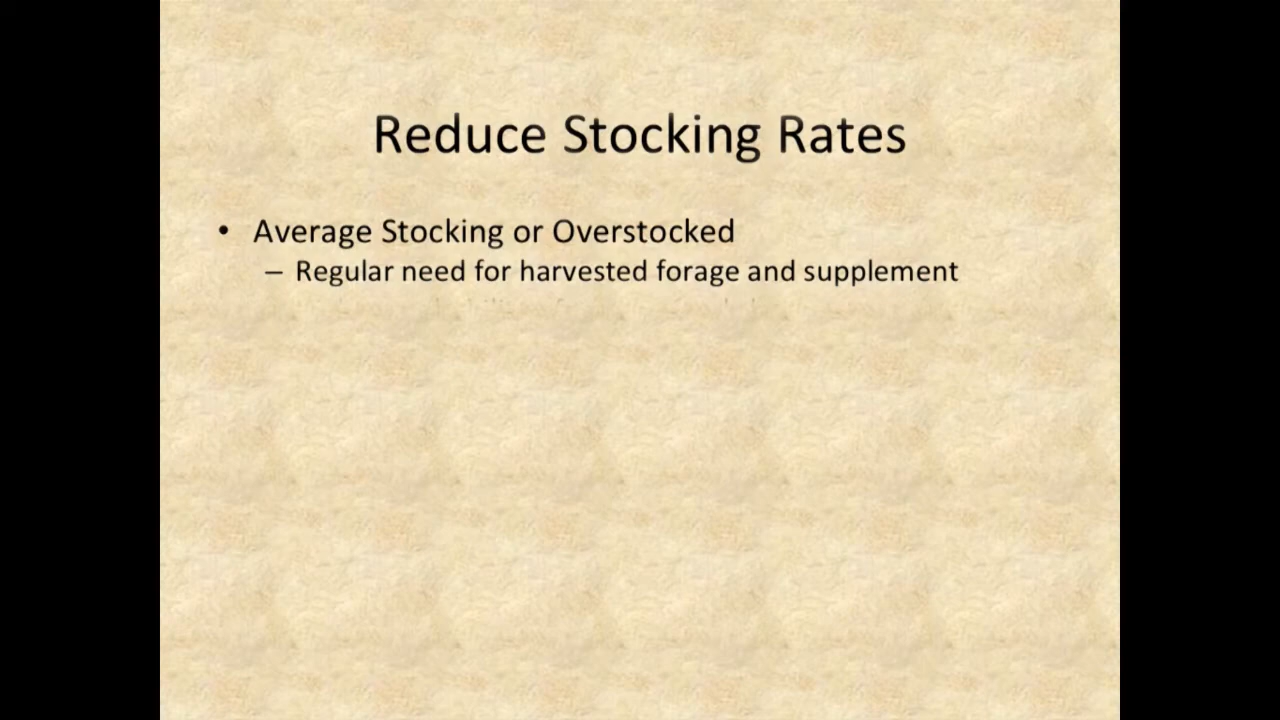 Reduce Stocking Rates
• Average Stocking or Overstocked
– Regular need for harvested forage and supplement